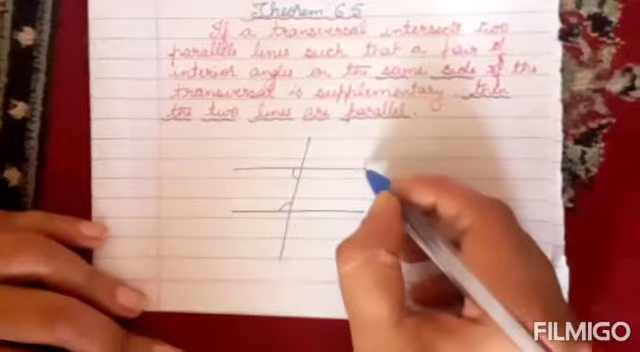 Theorem 6.5
If a transversal intersects two
parallel lines such that a pair of
interior angles on the same side of the
transversal is supplementary then
the two lines are parallel.
FILMIGO